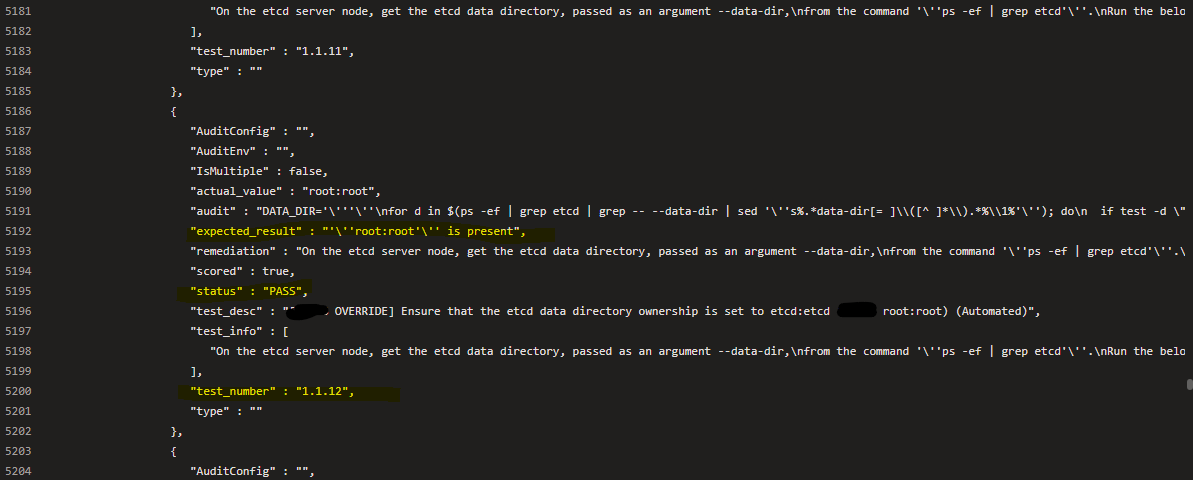 5181 "On the etcd server node, get the etcd data directory, passed as an argument --data-dir,\nfrom the command '\''ps -ef | grep etcd'\''.\nRun the belo
5182 ],
5183 "test_number" : "1.1.11",
5184 "type" : ""
5185 },
5186 {
5187 "AuditConfig" : "",
5188 "AuditEnv" : "",
5189 "IsMultiple" : false,
5190 "actual_value" : "root:root",
5191 "audit" : "DATA_DIR='\'''\''\nfor d in $(ps -ef | grep etcd | grep -- --data-dir | sed '\''s%.*data-dir[= ]\\([^ ]*\\).*%\\1%'\''); do\n  if test -d \"
5192 "expected_result" : "'\''root:root'\'' is present",
5193 "remediation" : "On the etcd server node, get the etcd data directory, passed as an argument --data-dir,\nfrom the command '\''ps -ef | grep etcd'\''.\
5194 "scored" : true,
5195 "status" : "PASS",
5196 "test_desc" : "[ OVERRIDE] Ensure that the etcd data directory ownership is set to etcd:etcd root:root) (Automated)",
5197 "test_info" : [
5198 "On the etcd server node, get the etcd data directory, passed as an argument --data-dir,\nfrom the command '\''ps -ef | grep etcd'\''.\nRun the belo
5199 ],
5200 "test_number" : "1.1.12",
5201 "type" : ""
5202 },
5203 {
5204 "AuditConfig" : "",